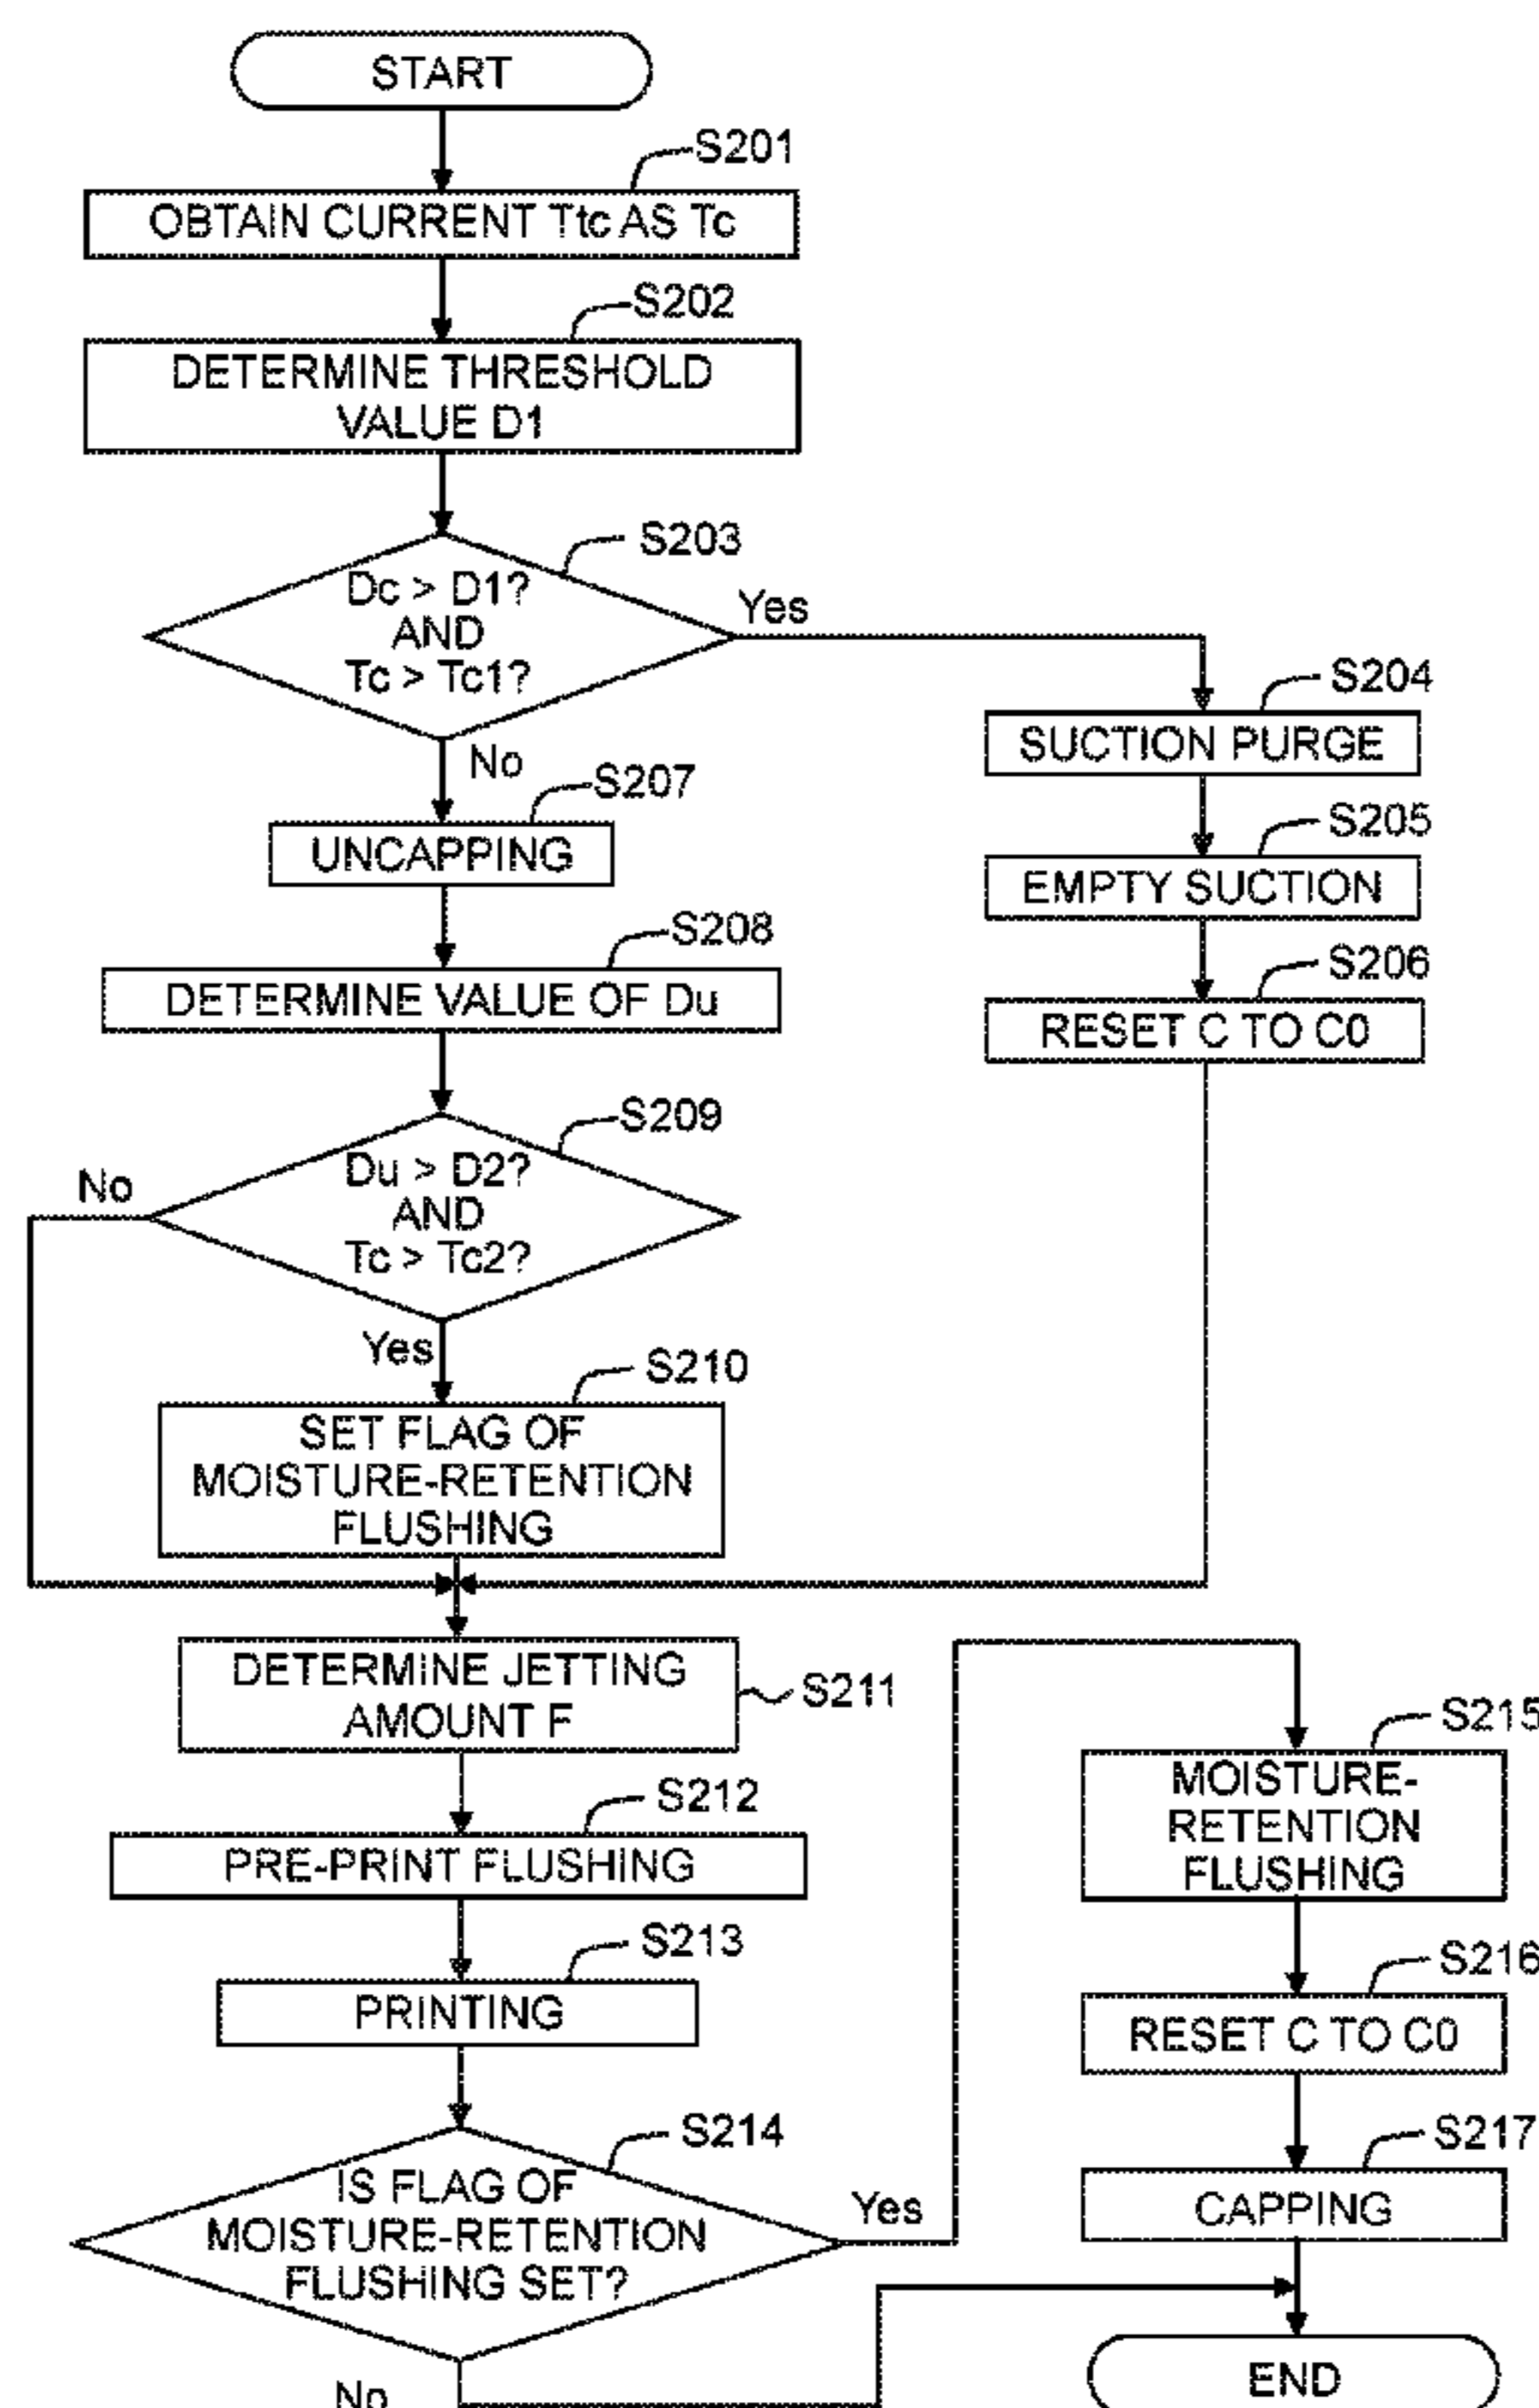 START
S201
OBTAIN CURRENT Ttc AS Tc
S202
DETERMINE THRESHOLD
VALUE D1
S203
Dc > D1?
AND
Tc > Tc1?
Yes
No
S204
SUCTION PURGE
S205
EMPTY SUCTION
S206
RESET C TO C0
S207
UNCAPPING
S208
DETERMINE VALUE OF Du
S209
Du > D2?
AND
Tc > Tc2?
No
Yes
S210
SET FLAG OF
MOISTURE-RETENTION
FLUSHING
S211
DETERMINE JETTING
AMOUNT F
S212
PRE-PRINT FLUSHING
S213
PRINTING
S214
IS FLAG OF
MOISTURE-RETENTION
FLUSHING SET?
Yes
No
S215
MOISTURE-
RETENTION
FLUSHING
S216
RESET C TO C0
S217
CAPPING
END